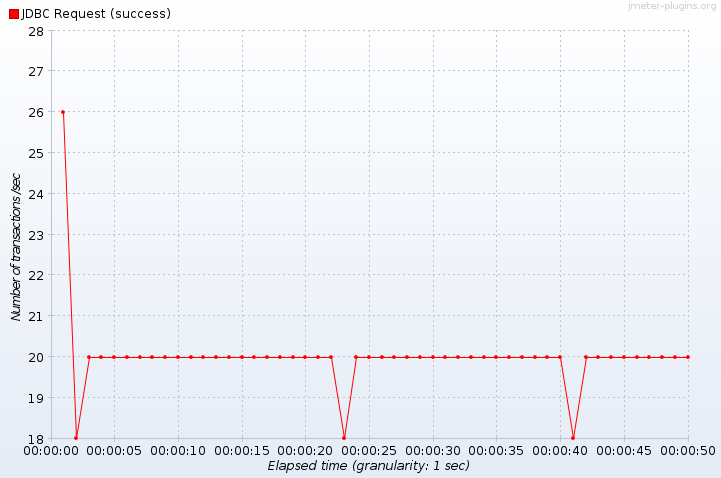 jmeter-plugins.org
JDBC Request (success)
28
27
26
25
24
23
22
21
20
19
18
Number of transactions /sec
00:00:00 00:00:05 00:00:10 00:00:15 00:00:20 00:00:25 00:00:30 00:00:35 00:00:40 00:00:45 00:00:50
Elapsed time (granularity: 1 sec)